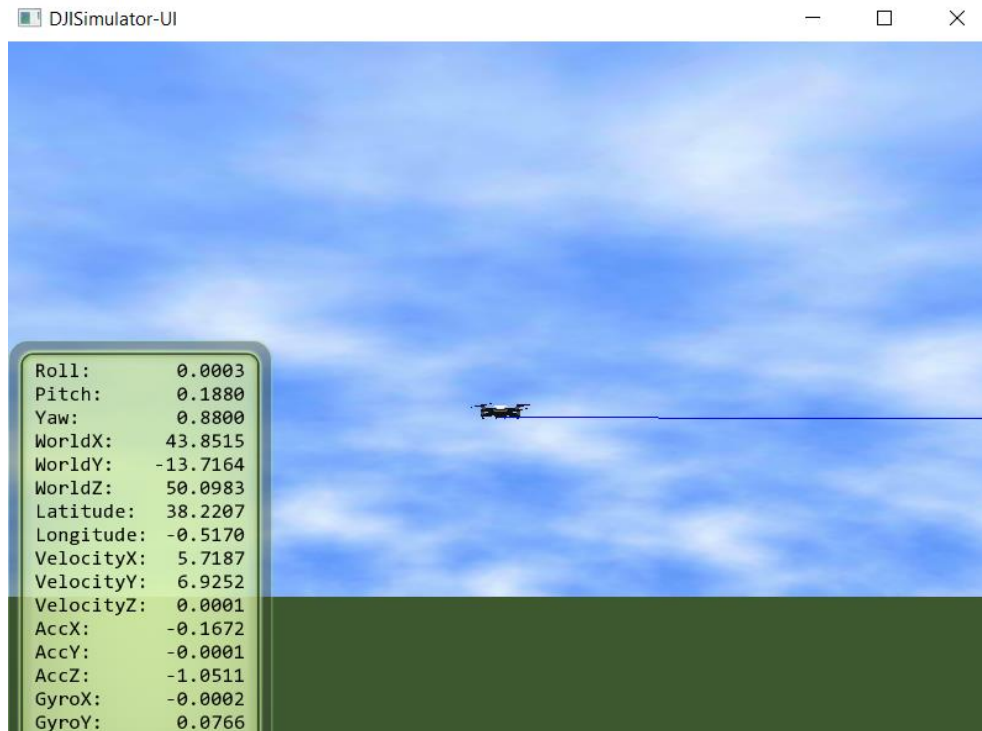 DJISimulator-UI
Roll: 0.0003
Pitch: 0.1880
Yaw: 0.8800
WorldX: 43.8515
WorldY: -13.7164
WorldZ: 50.0983
Latitude: 38.2207
Longitude: -0.5170
VelocityX: 5.7187
VelocityY: 6.9252
VelocityZ: 0.0001
AccX: -0.1672
AccY: -0.0001
AccZ: -1.0511
GyroX: -0.0002
GyroY: 0.0766